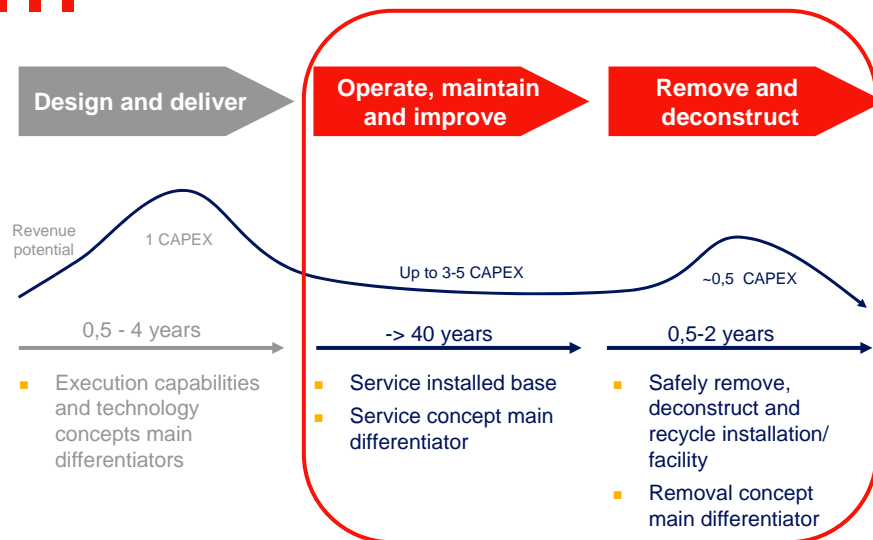 Design and deliver
Operate, maintain
and improve
Remove and
deconstruct
Revenue
potential
1 CAPEX
Up to 3-5 CAPEX
~0,5 CAPEX
0,5 - 4 years
-> 40 years
0,5-2 years
Execution capabilities
and technology
concepts main
differentiators
Service installed base
Service concept main
differentiator
Safely remove,
deconstruct and
recycle installation/
facility
Removal concept
main differentiator